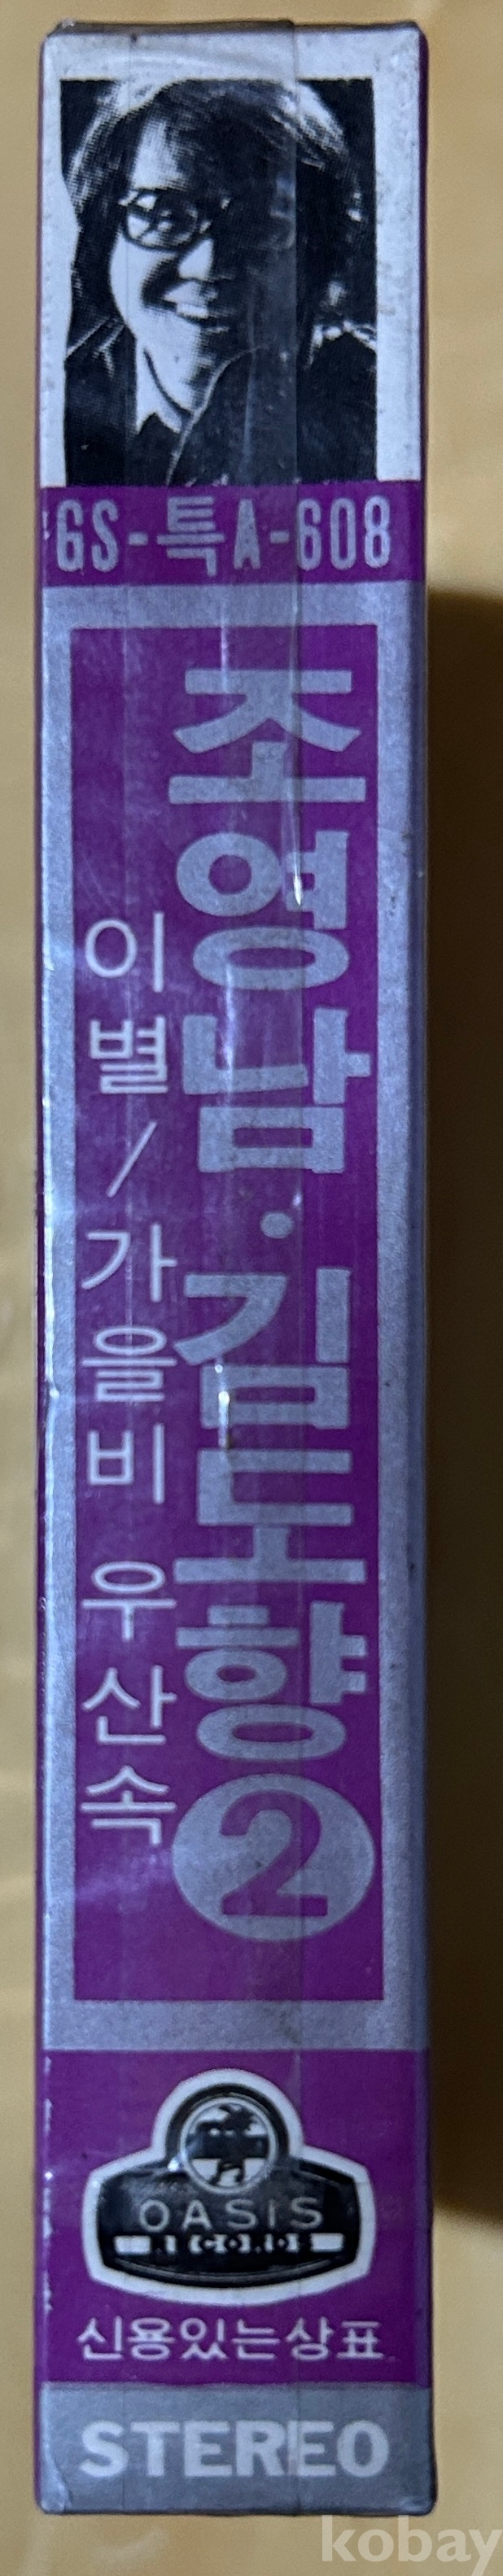 GS-특A-608
조영남·김도향 2
이별/가을비 우산속
OASIS
RECORDS
신용있는상표
STEREO
kobay